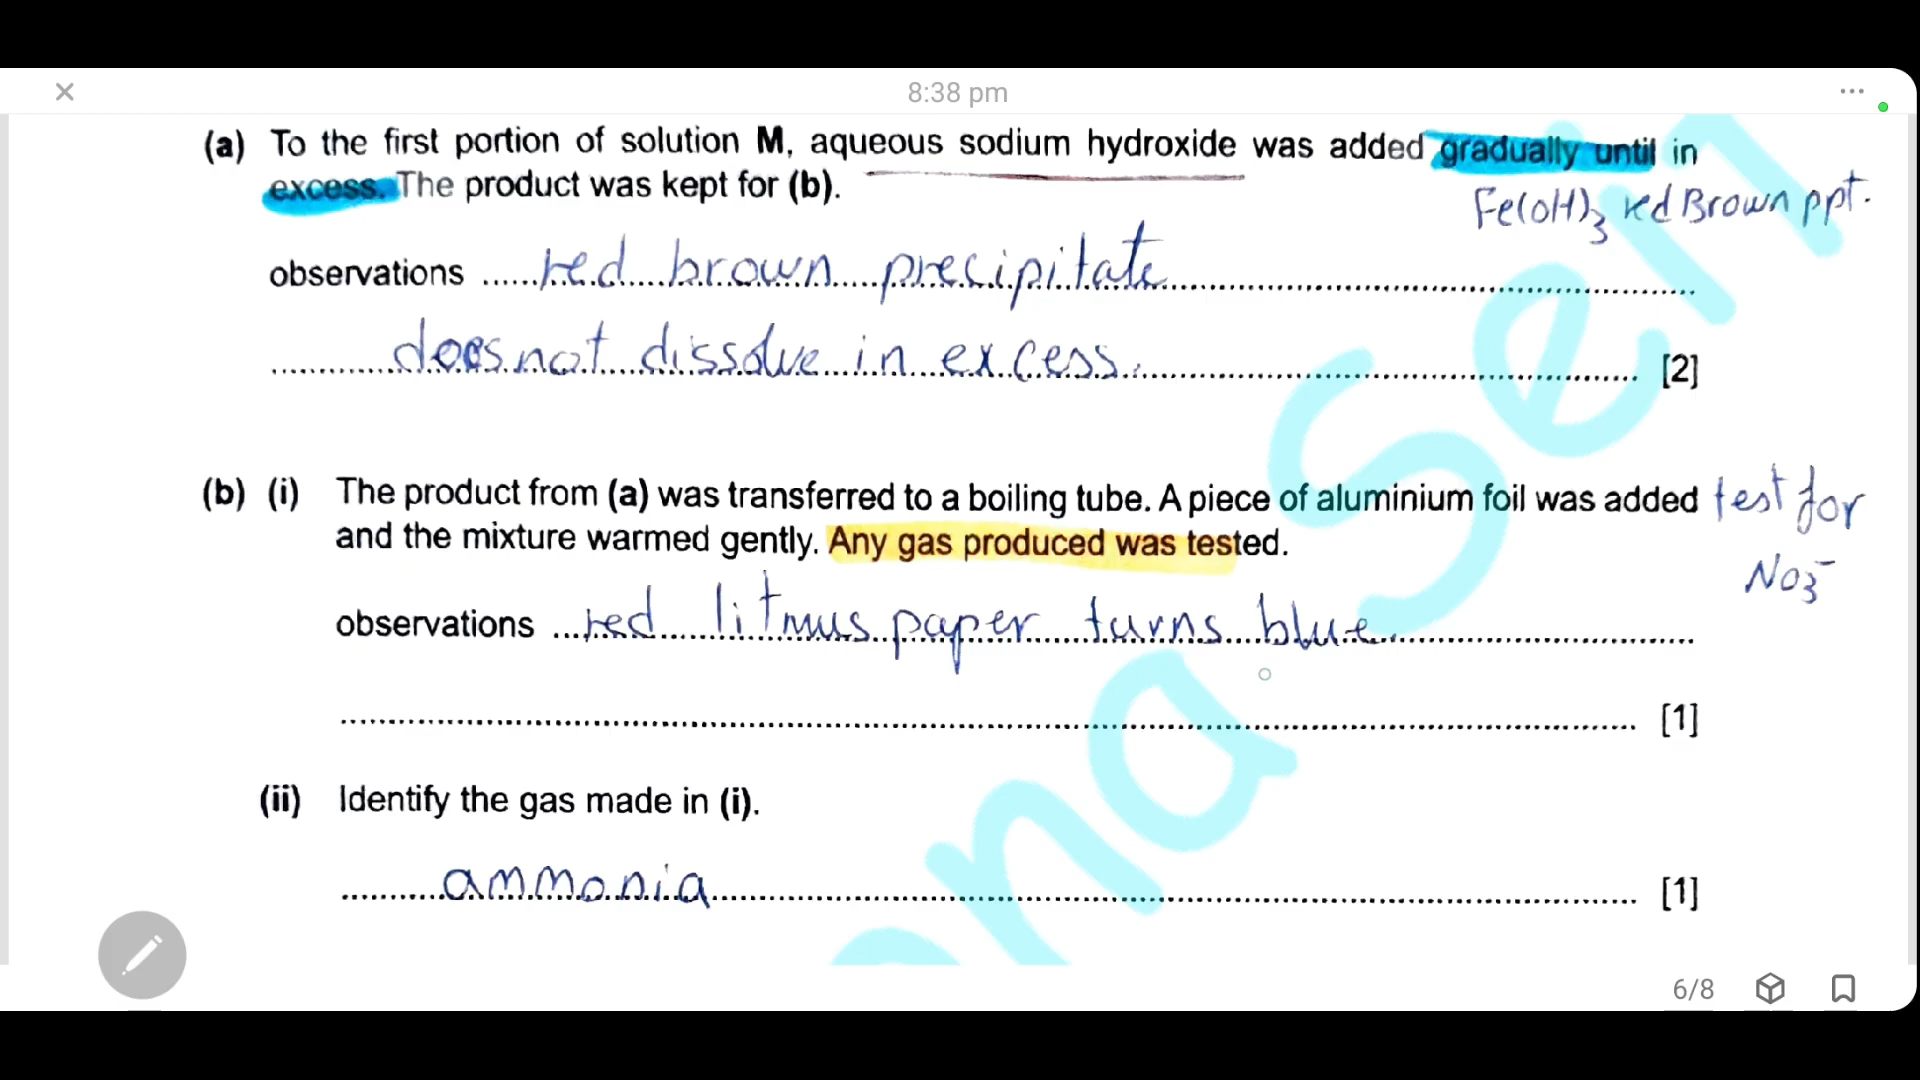 8:38 pm
(a) To the first portion of solution M, aqueous sodium hydroxide was added gradually until in
excess. The product was kept for (b).
Fe(OH)3 red Brown ppt.
observations red brown precipitate
does not dissolve in excess. [2]
(b) (i) The product from (a) was transferred to a boiling tube. A piece of aluminium foil was added test for
and the mixture warmed gently. Any gas produced was tested.
NO3-
observations red litmus paper turns blue.
[1]
(ii) Identify the gas made in (i).
ammonia [1]
6/8